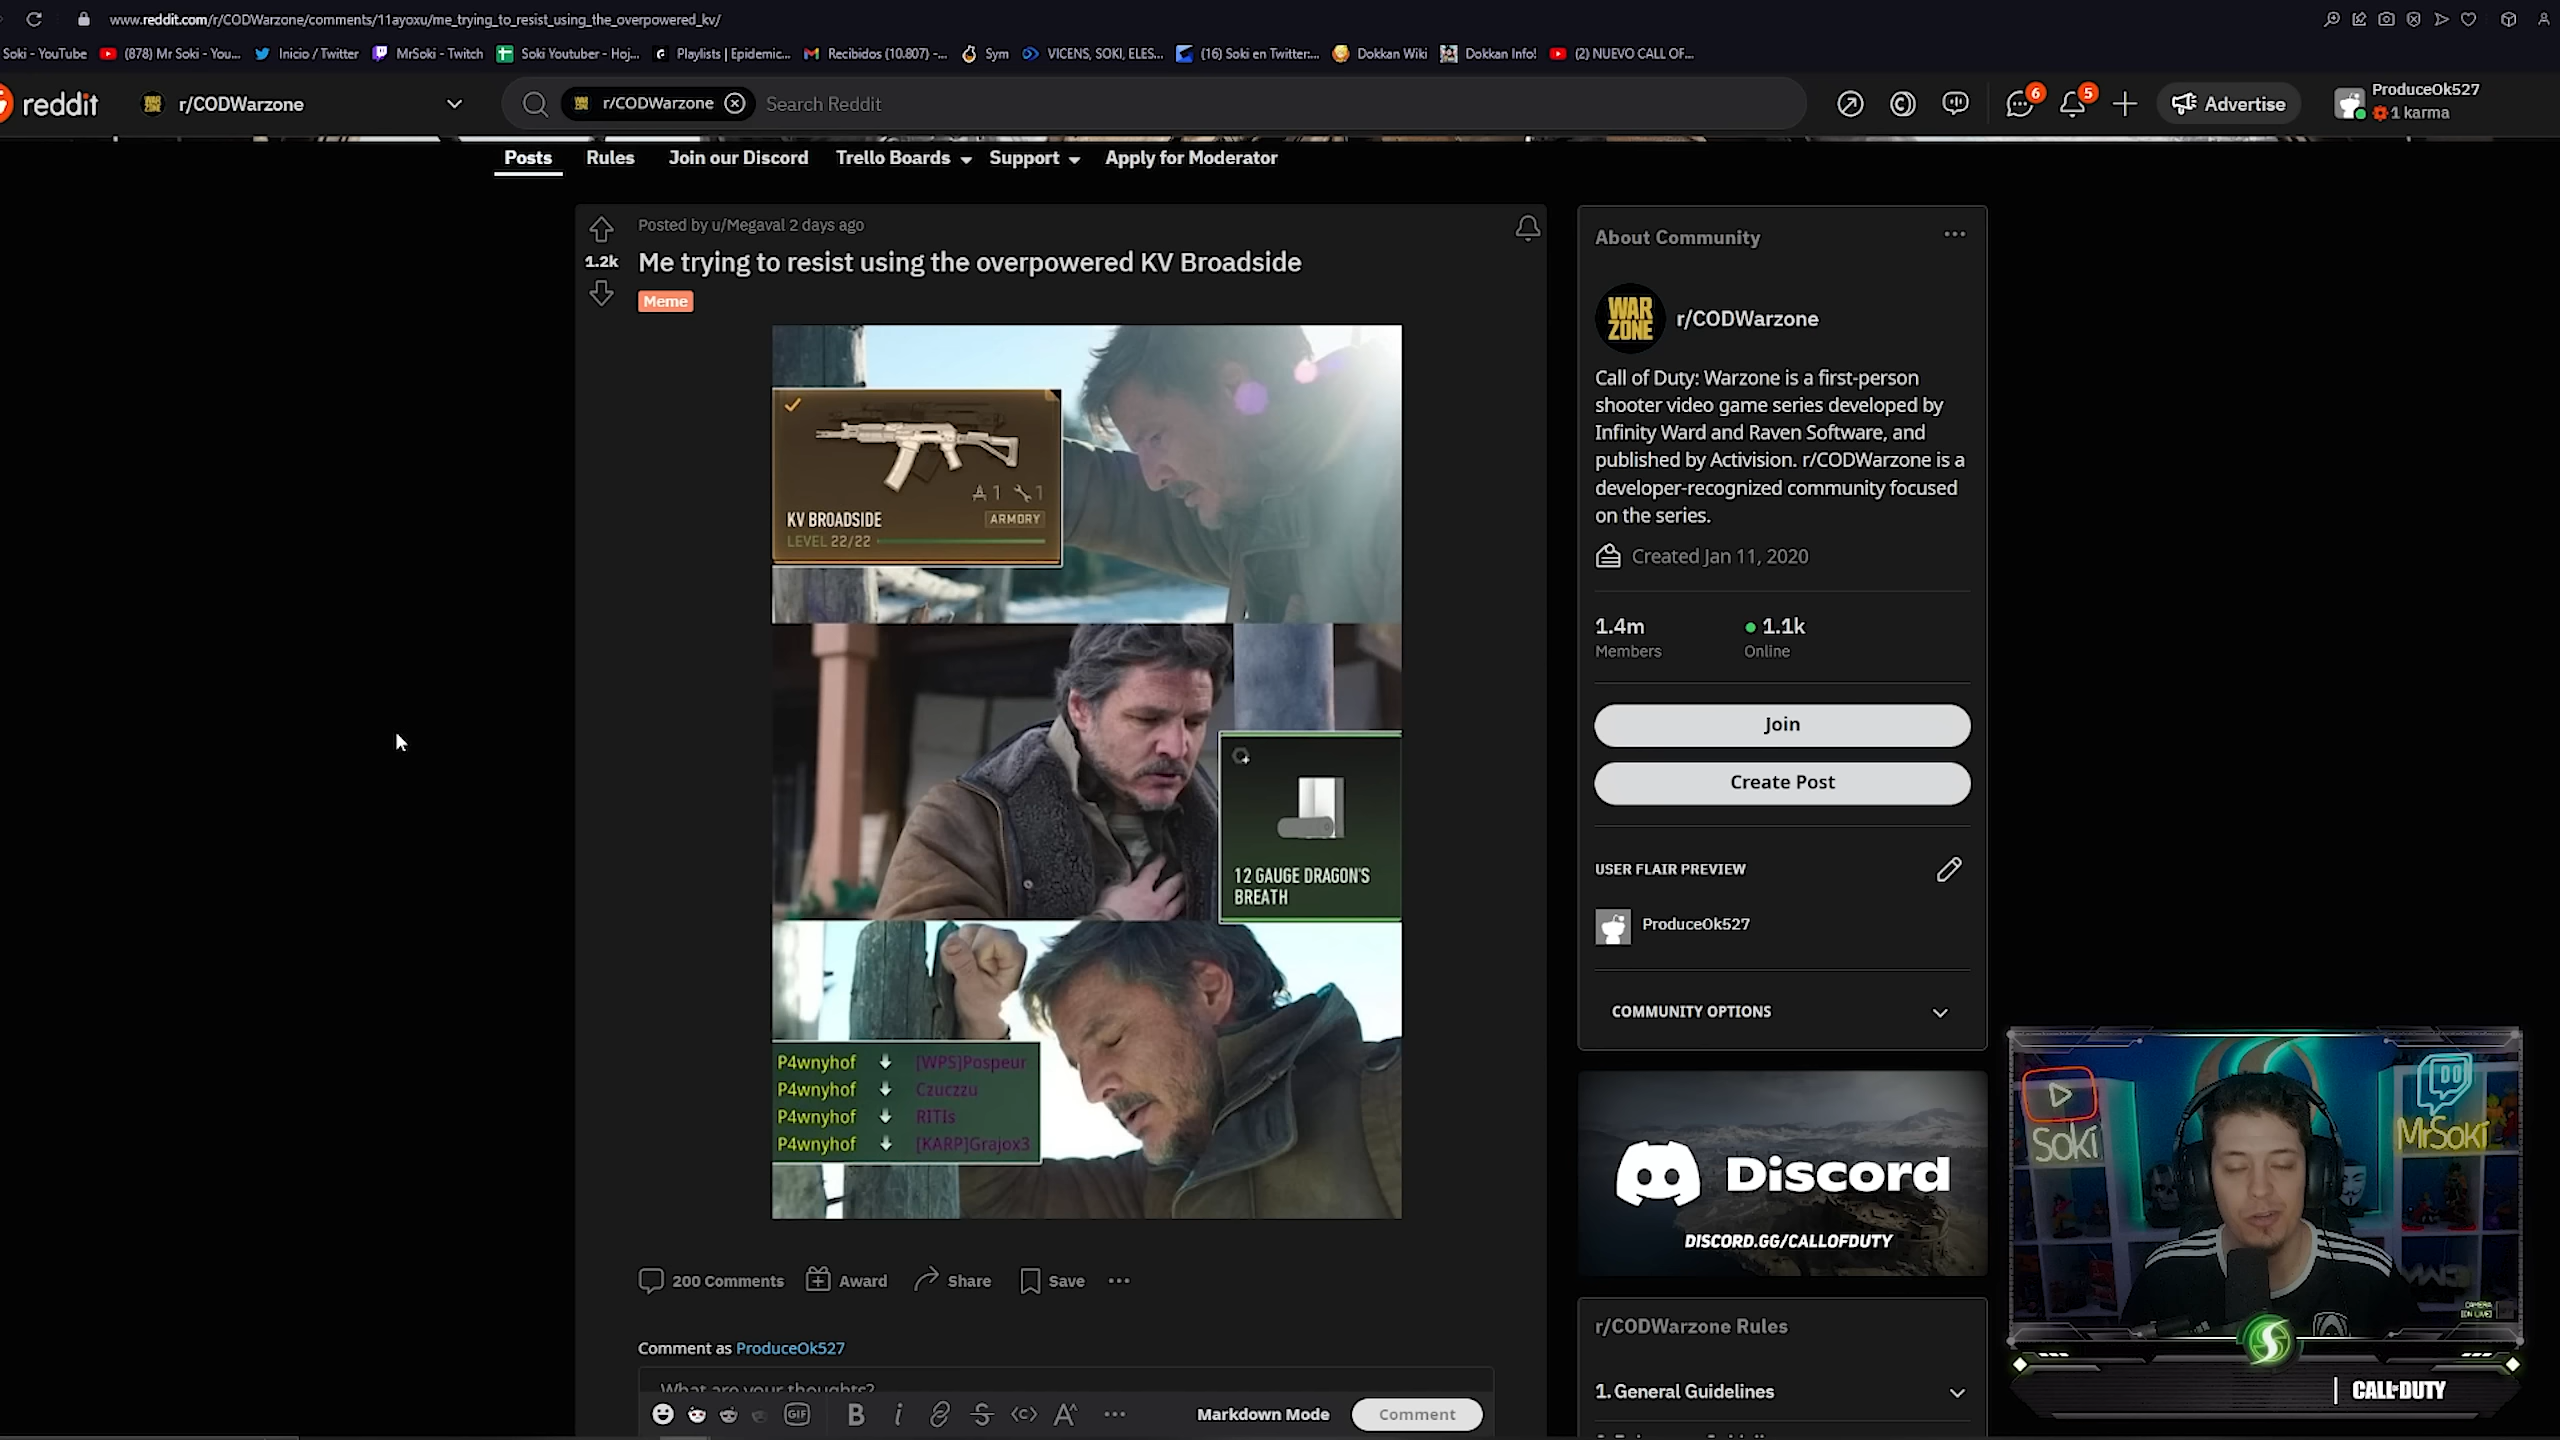 www.reddit.com/r/CODWarzone/comments/11ayoxu/me_trying_to_resist_using_the_overpowered_kv/
Soki - YouTube
(878) Mr Soki - You...
Inicio / Twitter
MrSoki - Twitch
Soki Youtuber - Hoj...
Playlists | Epidemic...
Recibidos (10.807) -...
Sym
VICENS, SOKI, ELES...
(16) Soki en Twitter:...
Dokkan Wiki
Dokkan Info!
(2) NUEVO CALL OF...
reddit
r/CODWarzone
r/CODWarzone
Search Reddit
6
5
Advertise
ProduceOk527
1 karma
Posts
Rules
Join our Discord
Trello Boards
Support
Apply for Moderator
Posted by u/Megaval 2 days ago
1.2k
Me trying to resist using the overpowered KV Broadside
Meme
1
1
KV BROADSIDE
ARMORY
LEVEL 22/22
12 GAUGE DRAGON'S
BREATH
P4wnyhof [WPS]Pospeur
P4wnyhof Czuczzu
P4wnyhof RITIs
P4wnyhof [KARP]Grajox3
200 Comments
Award
Share
Save
Comment as ProduceOk527
What are your thoughts?
GIF
B
i
Markdown Mode
Comment
About Community
WAR
ZONE
r/CODWarzone
Call of Duty: Warzone is a first-person
shooter video game series developed by
Infinity Ward and Raven Software, and
published by Activision. r/CODWarzone is a
developer-recognized community focused
on the series.
Created Jan 11, 2020
1.4m
Members
1.1k
Online
Join
Create Post
USER FLAIR PREVIEW
ProduceOk527
COMMUNITY OPTIONS
Discord
DISCORD.GG/CALLOFDUTY
r/CODWarzone Rules
1. General Guidelines
Soki
MrSoki
CALL OF DUTY